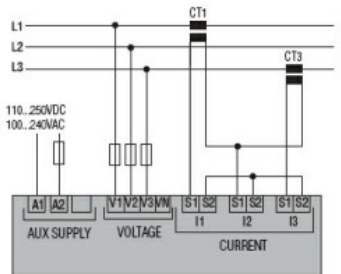 CT1
L1
L2
L3
CT3
110...250VDC
100...240VAC
A1 A2 V1 V2 V3 VN S1 S2 S1 S2 S1 S2
I1 I2 I3
AUX SUPPLY VOLTAGE CURRENT